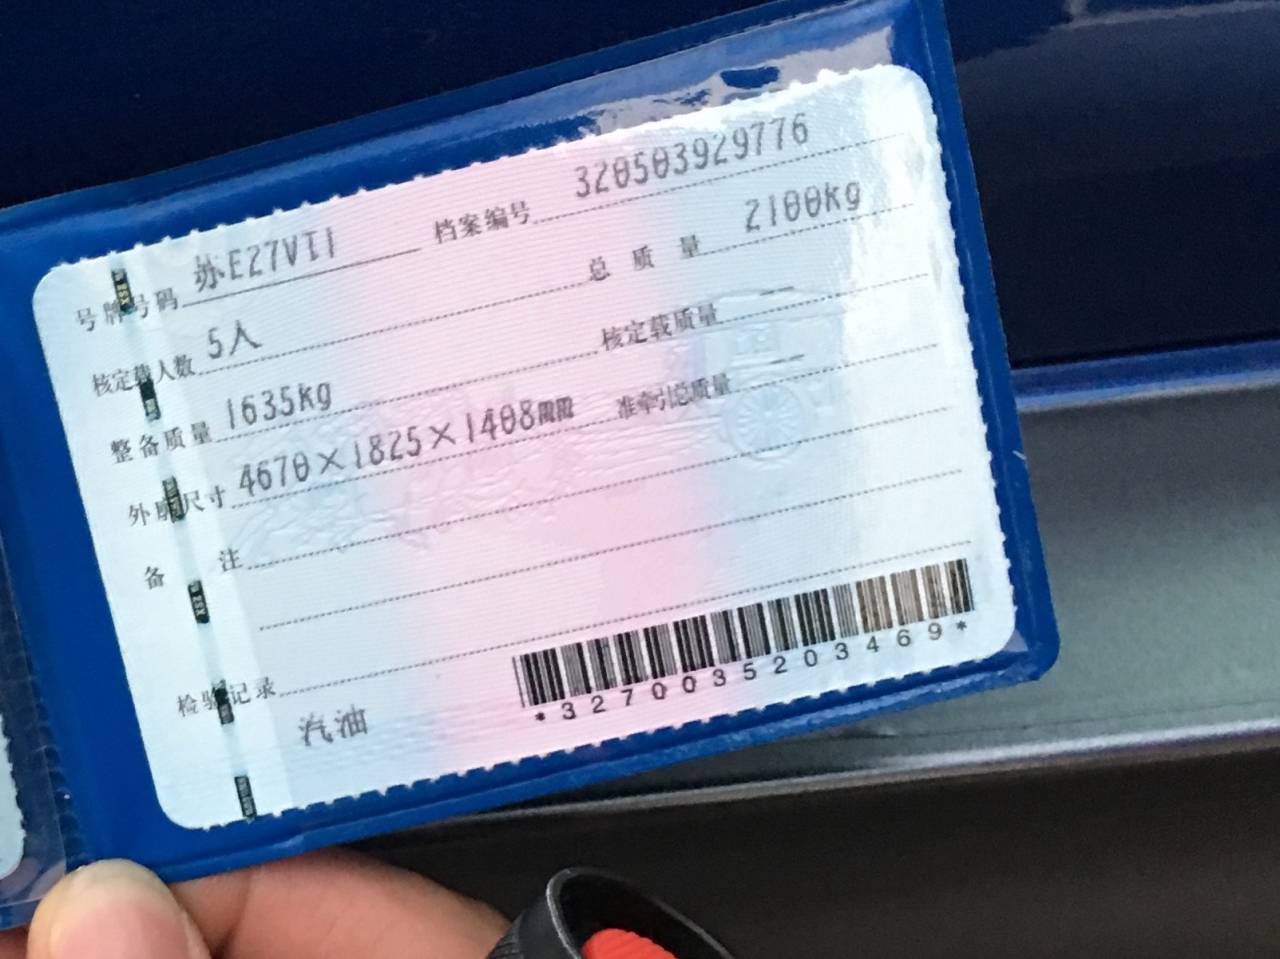 号牌号码 苏E27VII 档案编号 320503929776
核定载人数 5人 总质量 2100kg
整备质量 1635kg 核定载质量 --
外廓尺寸 4670×1825×1408mm 准牵引总质量 --
备注
检验记录
汽油
*3270035203469*